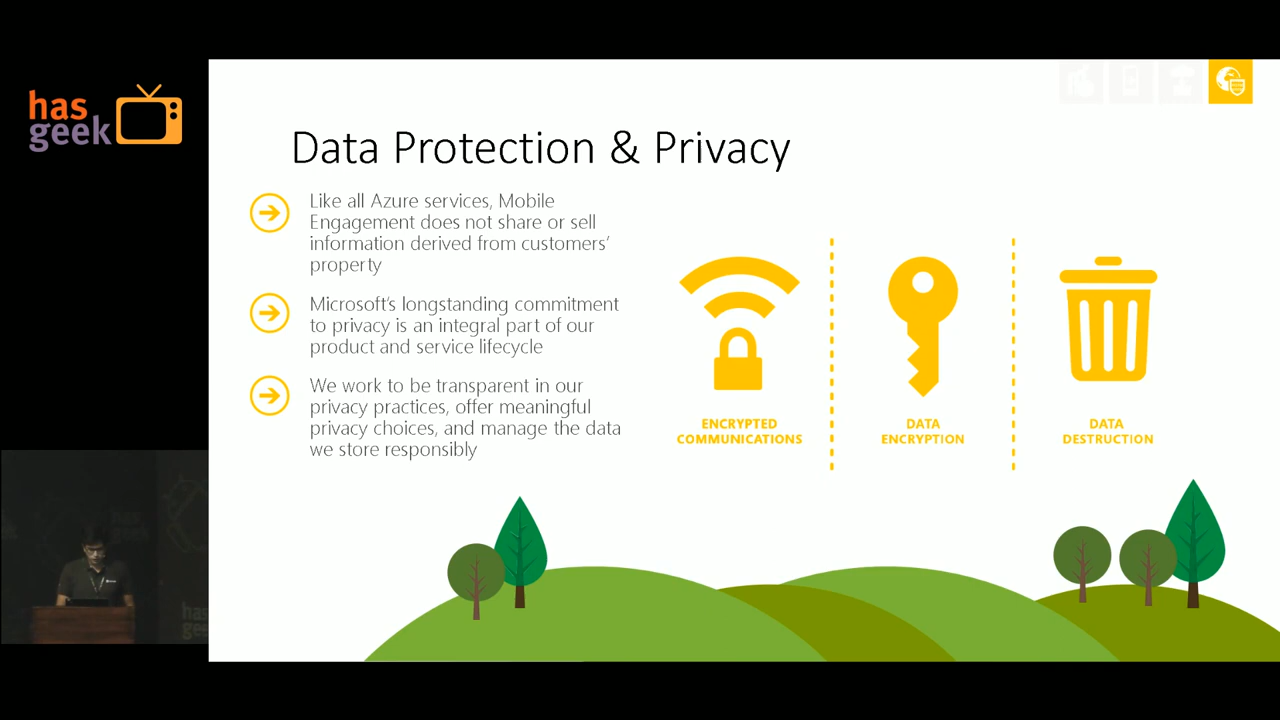 has
geek
Data Protection & Privacy
Like all Azure services, Mobile
Engagement does not share or sell
information derived from customers’
property
Microsoft’s longstanding commitment
to privacy is an integral part of our
product and service lifecycle
We work to be transparent in our
privacy practices, offer meaningful
privacy choices, and manage the data
we store responsibly
ENCRYPTED
COMMUNICATIONS
DATA
ENCRYPTION
DATA
DESTRUCTION